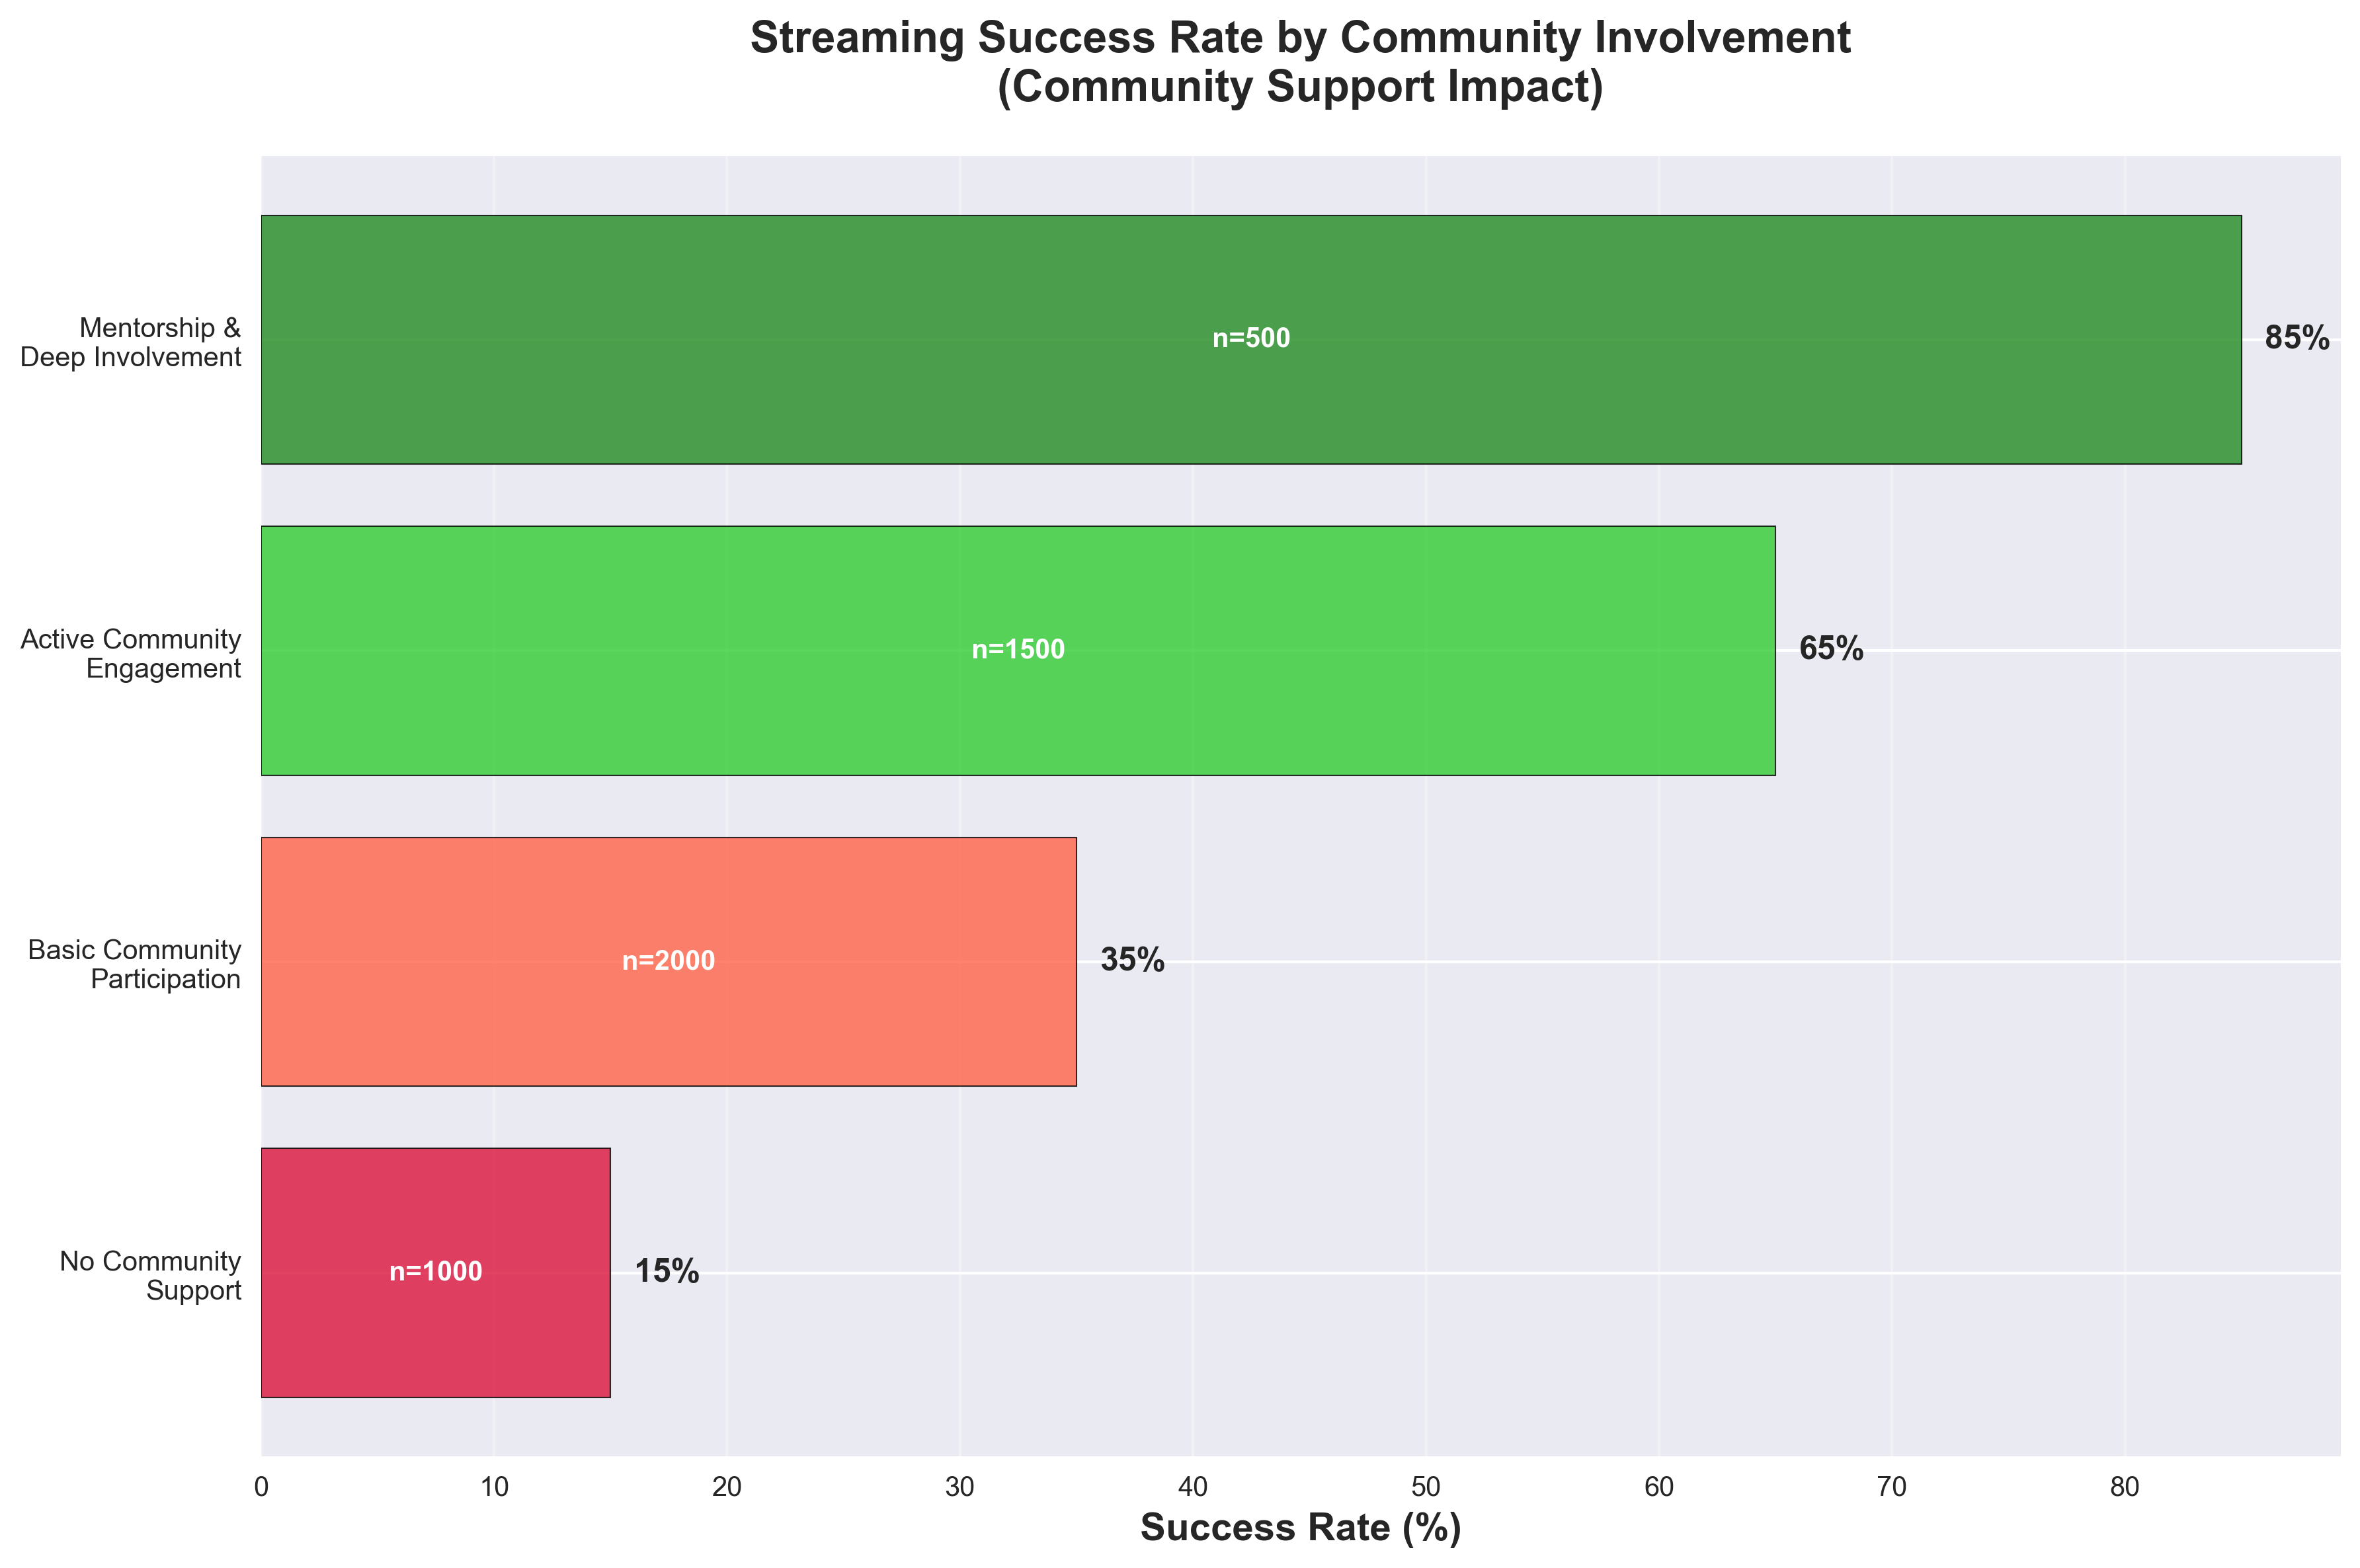 Streaming Success Rate by Community Involvement
(Community Support Impact)
Mentorship &
Deep Involvement
n=500
85%
Active Community
Engagement
n=1500
65%
Basic Community
Participation
n=2000
35%
No Community
Support
n=1000
15%
0 10 20 30 40 50 60 70 80
Success Rate (%)